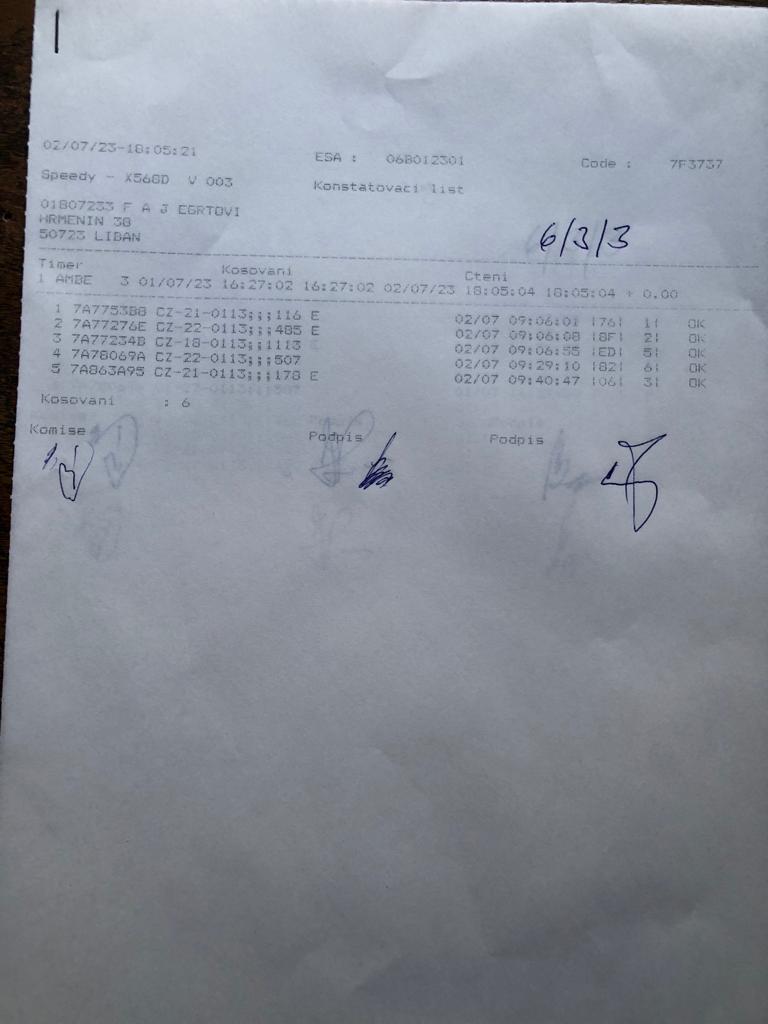 02/07/23-18:05:21 ESA : 06B012301 Code : 7F3737
Speedy - X568D V 003 Konstatovaci list
01807233 F A J EGRTOVI
HRMENIN 38
50723 LIBAN
6/3/3
Timer Kosovani Cteni
1 AMBE 3 01/07/23 16:27:02 16:27:02 02/07/23 18:05:04 18:05:04 + 0.00
1 7A7753B8 CZ-21-0113;;;116 E 02/07 09:06:01 |76| 1| OK
2 7A77276E CZ-22-0113;;;485 E 02/07 09:06:08 |8F| 2| OK
3 7A77234B CZ-18-0113;;;1113 02/07 09:06:55 |ED| 5| OK
4 7A78069A CZ-22-0113;;;507 02/07 09:29:10 |82| 6| OK
5 7A863A95 CZ-21-0113;;;178 E 02/07 09:40:47 |06| 3| OK
Kosovani : 6
Komise Podpis Podpis